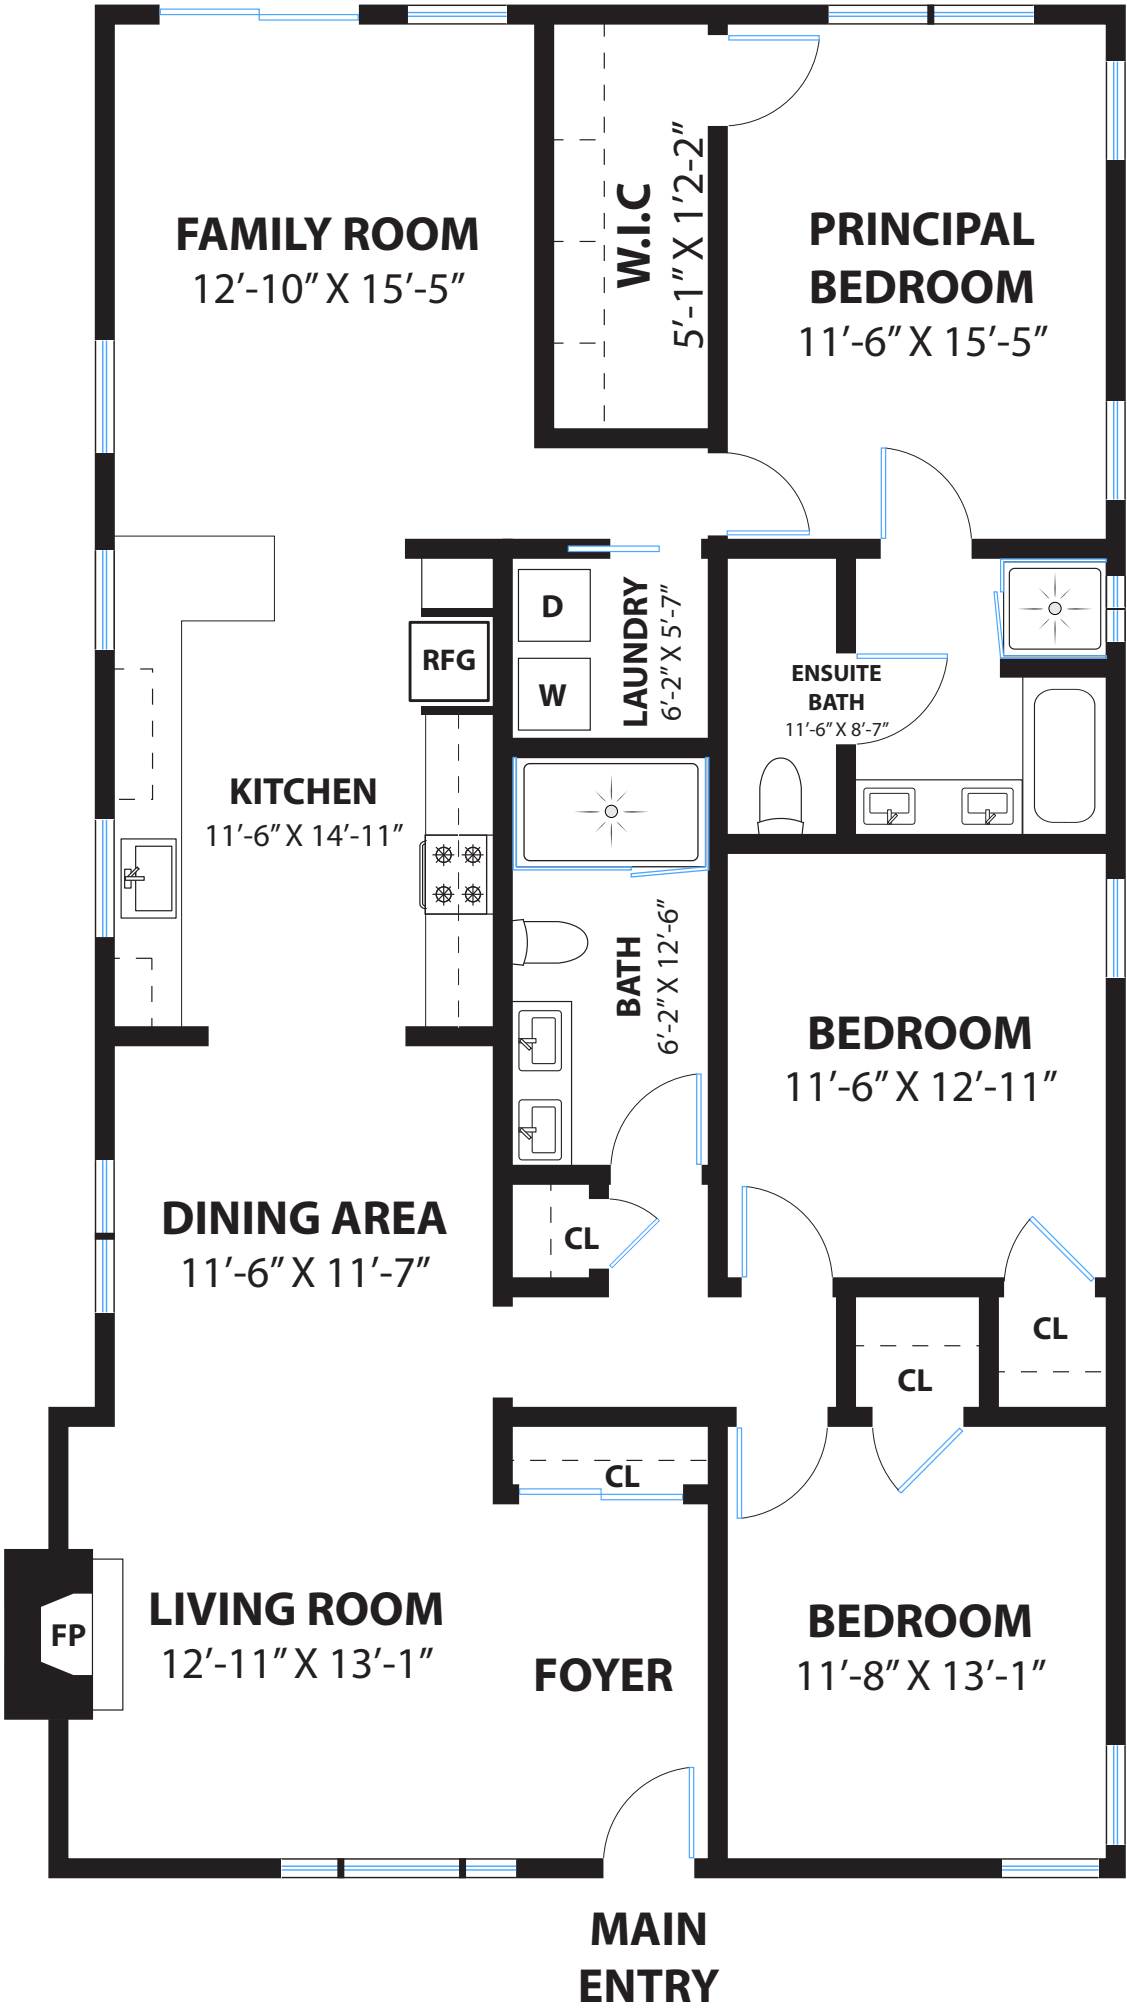 FAMILY ROOM
12’-10” X 15’-5”
W.I.C
5’-1” X 1’2-2”
PRINCIPAL
BEDROOM
11’-6” X 15’-5”
D
W
LAUNDRY
6’-2” X 5’-7”
RFG
ENSUITE
BATH
11’-6” X 8’-7”
KITCHEN
11’-6” X 14’-11”
BATH
6’-2” X 12’-6”
BEDROOM
11’-6” X 12’-11”
DINING AREA
11’-6” X 11’-7”
CL
CL
CL
CL
LIVING ROOM
12’-11” X 13’-1”
FP
FOYER
BEDROOM
11’-8” X 13’-1”
MAIN
ENTRY